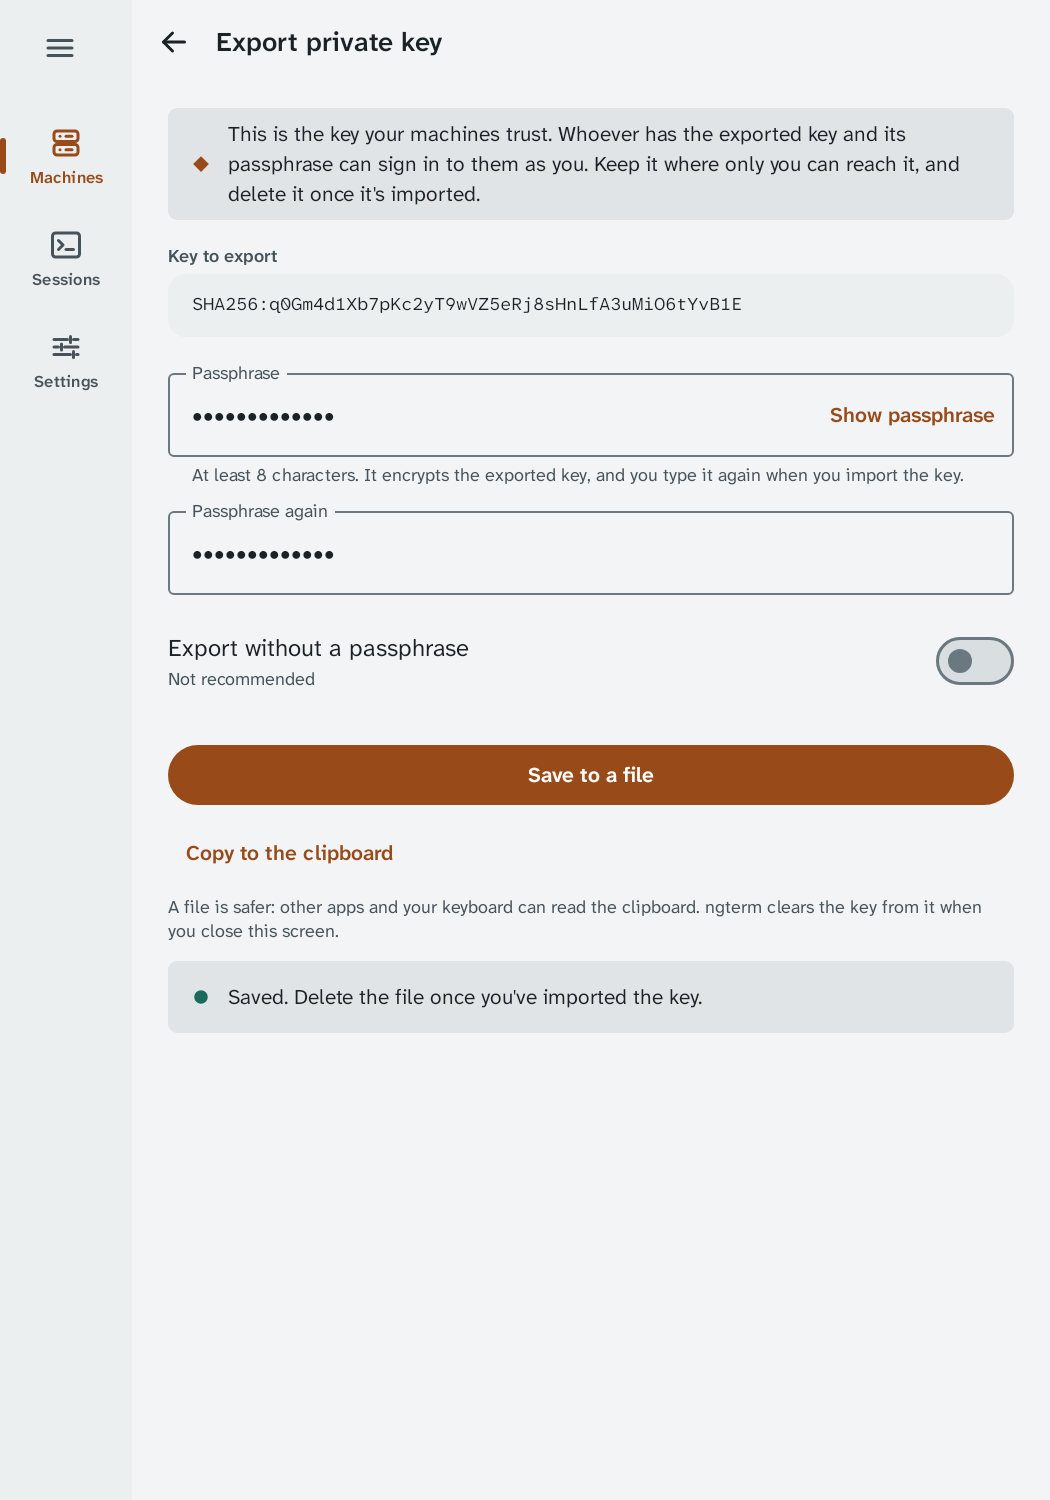 Export private key
Machines
Sessions
Settings
This is the key your machines trust. Whoever has the exported key and its
passphrase can sign in to them as you. Keep it where only you can reach it, and
delete it once it's imported.
Key to export
SHA256:q0Gm4d1Xb7pKc2yT9wVZ5eRj8sHnLfA3uMiO6tYvB1E
Passphrase
•••••••••••••
Show passphrase
At least 8 characters. It encrypts the exported key, and you type it again when you import the key.
Passphrase again
•••••••••••••
Export without a passphrase
Not recommended
Save to a file
Copy to the clipboard
A file is safer: other apps and your keyboard can read the clipboard. ngterm clears the key from it when
you close this screen.
Saved. Delete the file once you've imported the key.